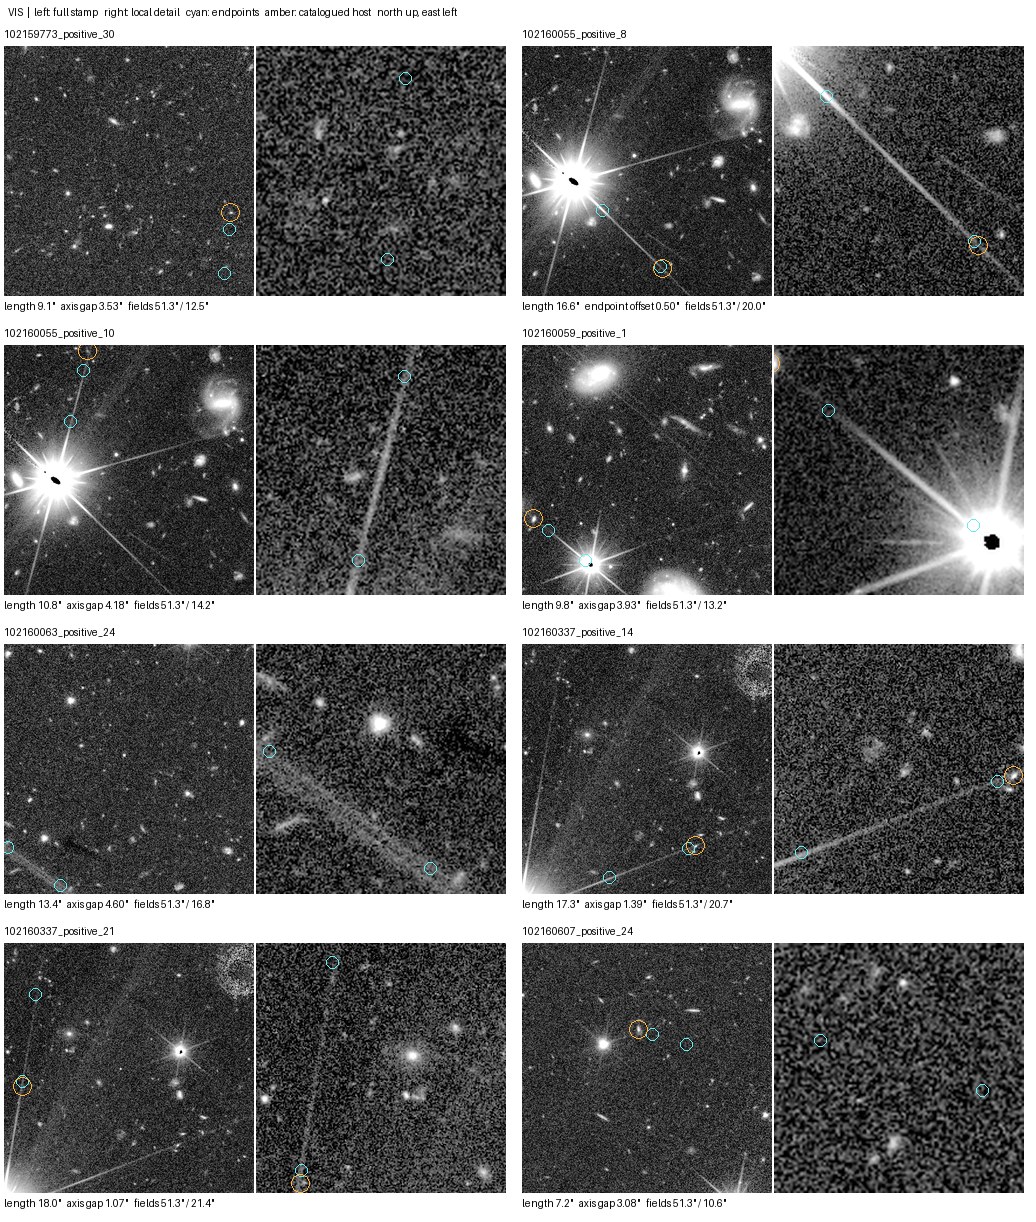 VIS | left: full stamp right: local detail cyan: endpoints amber: catalogued host north up, east left
102159773_positive_30
102160055_positive_8
length 9.1" axis gap 3.53" fields 51.3" / 12.5"
length 16.6" endpoint offset 0.50" fields 51.3" / 20.0"
102160055_positive_10
102160059_positive_1
length 10.8" axis gap 4.18" fields 51.3" / 14.2"
length 9.8" axis gap 3.93" fields 51.3" / 13.2"
102160063_positive_24
102160337_positive_14
length 13.4" axis gap 4.60" fields 51.3" / 16.8"
length 17.3" axis gap 1.39" fields 51.3" / 20.7"
102160337_positive_21
102160607_positive_24
length 18.0" axis gap 1.07" fields 51.3" / 21.4"
length 7.2" axis gap 3.08" fields 51.3" / 10.6"